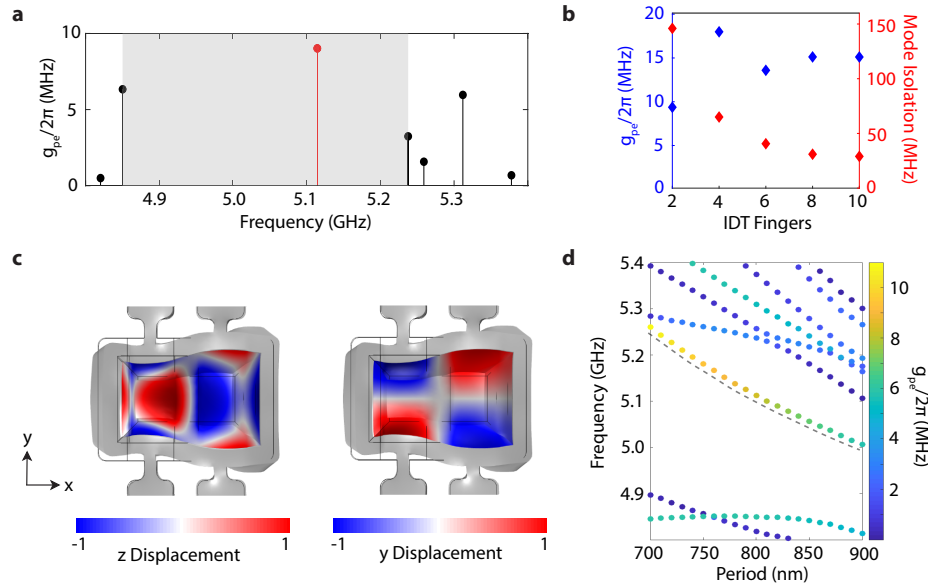 a
10
5
0
g_pe/2π (MHz)
4.9
5.0
5.1
5.2
5.3
Frequency (GHz)
b
20
15
10
5
0
g_pe/2π (MHz)
150
100
50
0
Mode Isolation
(MHz)
2
4
6
8
10
IDT Fingers
c
y
x
-1
1
z Displacement
-1
1
y Displacement
d
5.4
5.3
5.2
5.1
5.0
4.9
Frequency (GHz)
700
750
800
850
900
Period (nm)
10
8
6
4
2
g_pe/2π (MHz)